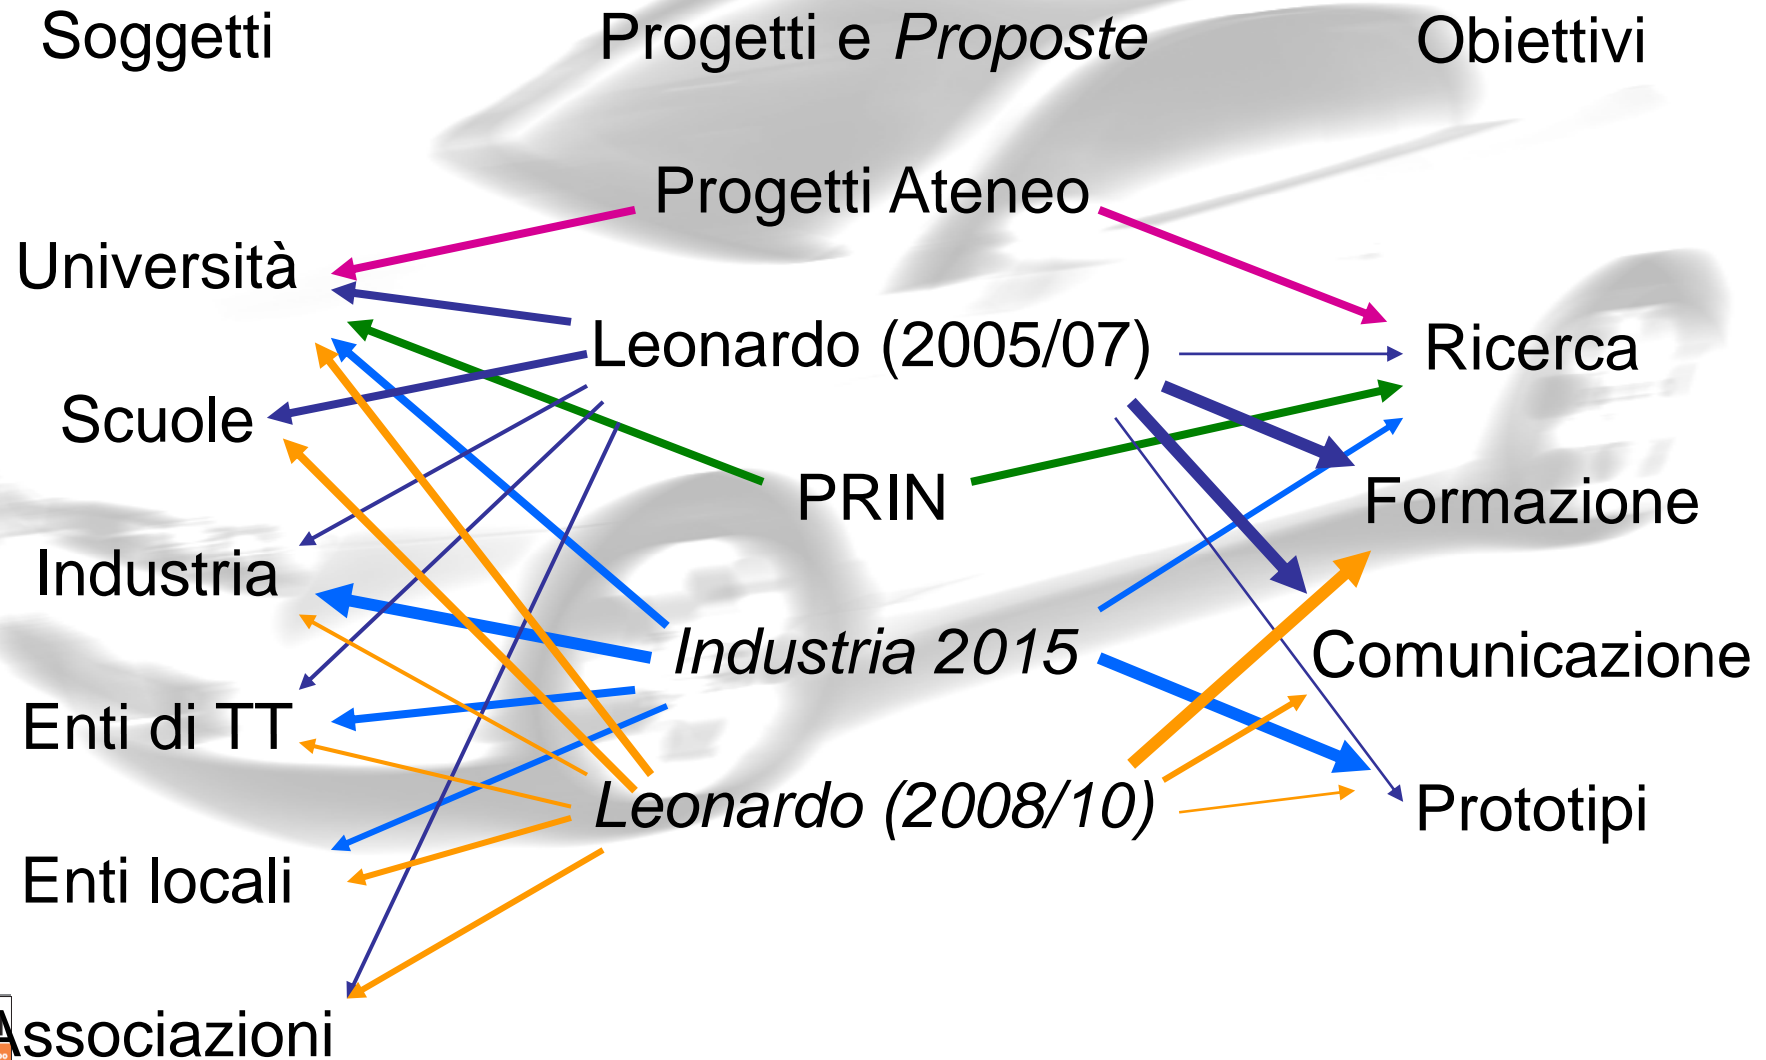 Soggetti
Progetti e Proposte
Obiettivi
Progetti Ateneo
Università
Leonardo (2005/07)
Ricerca
Scuole
PRIN
Formazione
Industria
Industria 2015
Comunicazione
Enti di TT
Leonardo (2008/10)
Prototipi
Enti locali
Associazioni